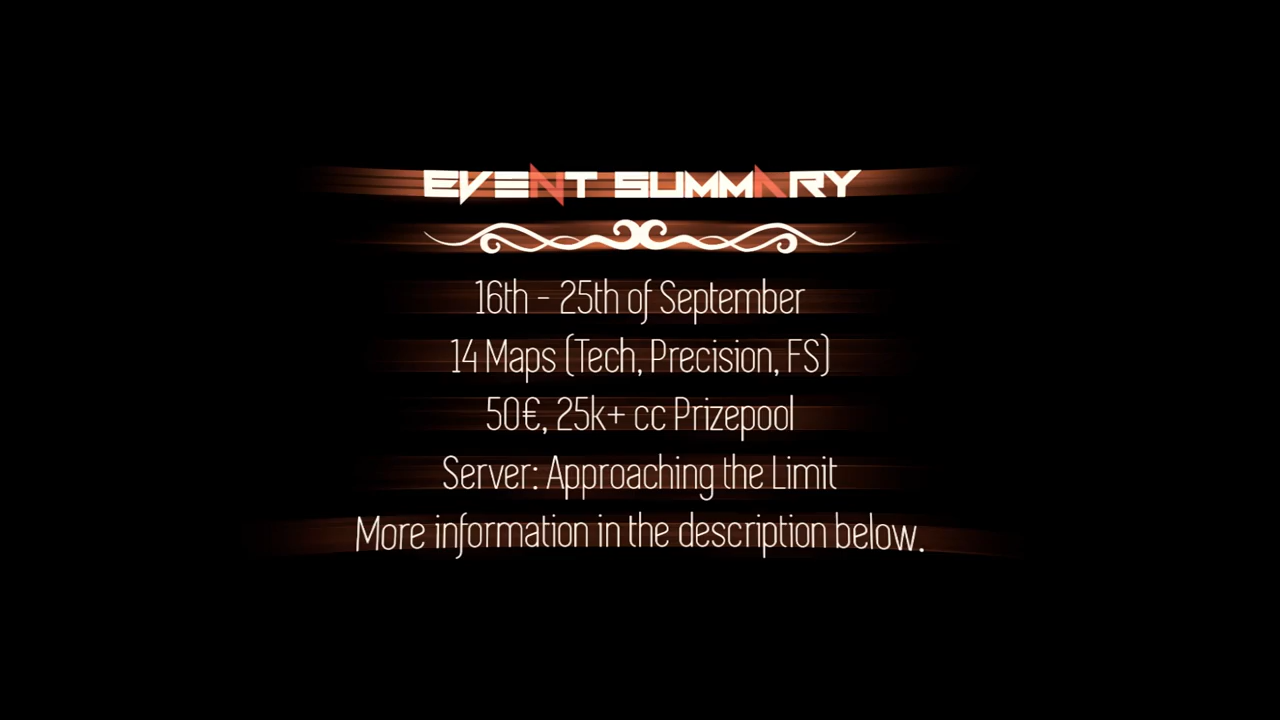 EVENT SUMMARY
16th - 25th of September
14 Maps (Tech, Precision, FS)
50€, 25k+ cc Prizepool
Server: Approaching the Limit
More information in the description below.